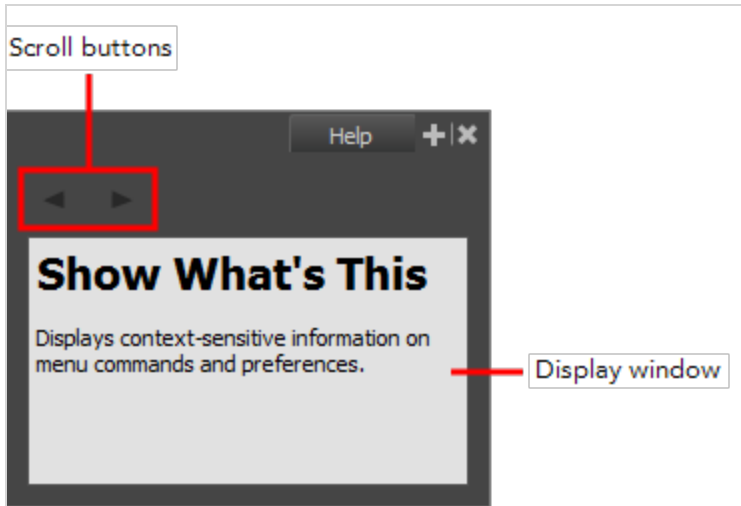 Scroll buttons
Help
Show What's This
Displays context-sensitive information on
menu commands and preferences.
Display window